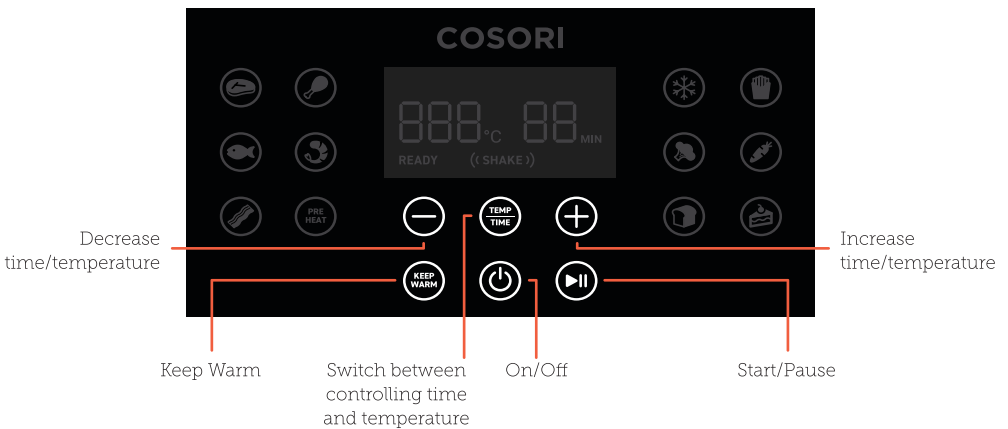 COSORI
888 °C 88 MIN
READY ((SHAKE))
PRE
HEAT
TEMP
TIME
Decrease
time/temperature
Increase
time/temperature
KEEP
WARM
Keep Warm
Switch between
controlling time
and temperature
On/Off
Start/Pause